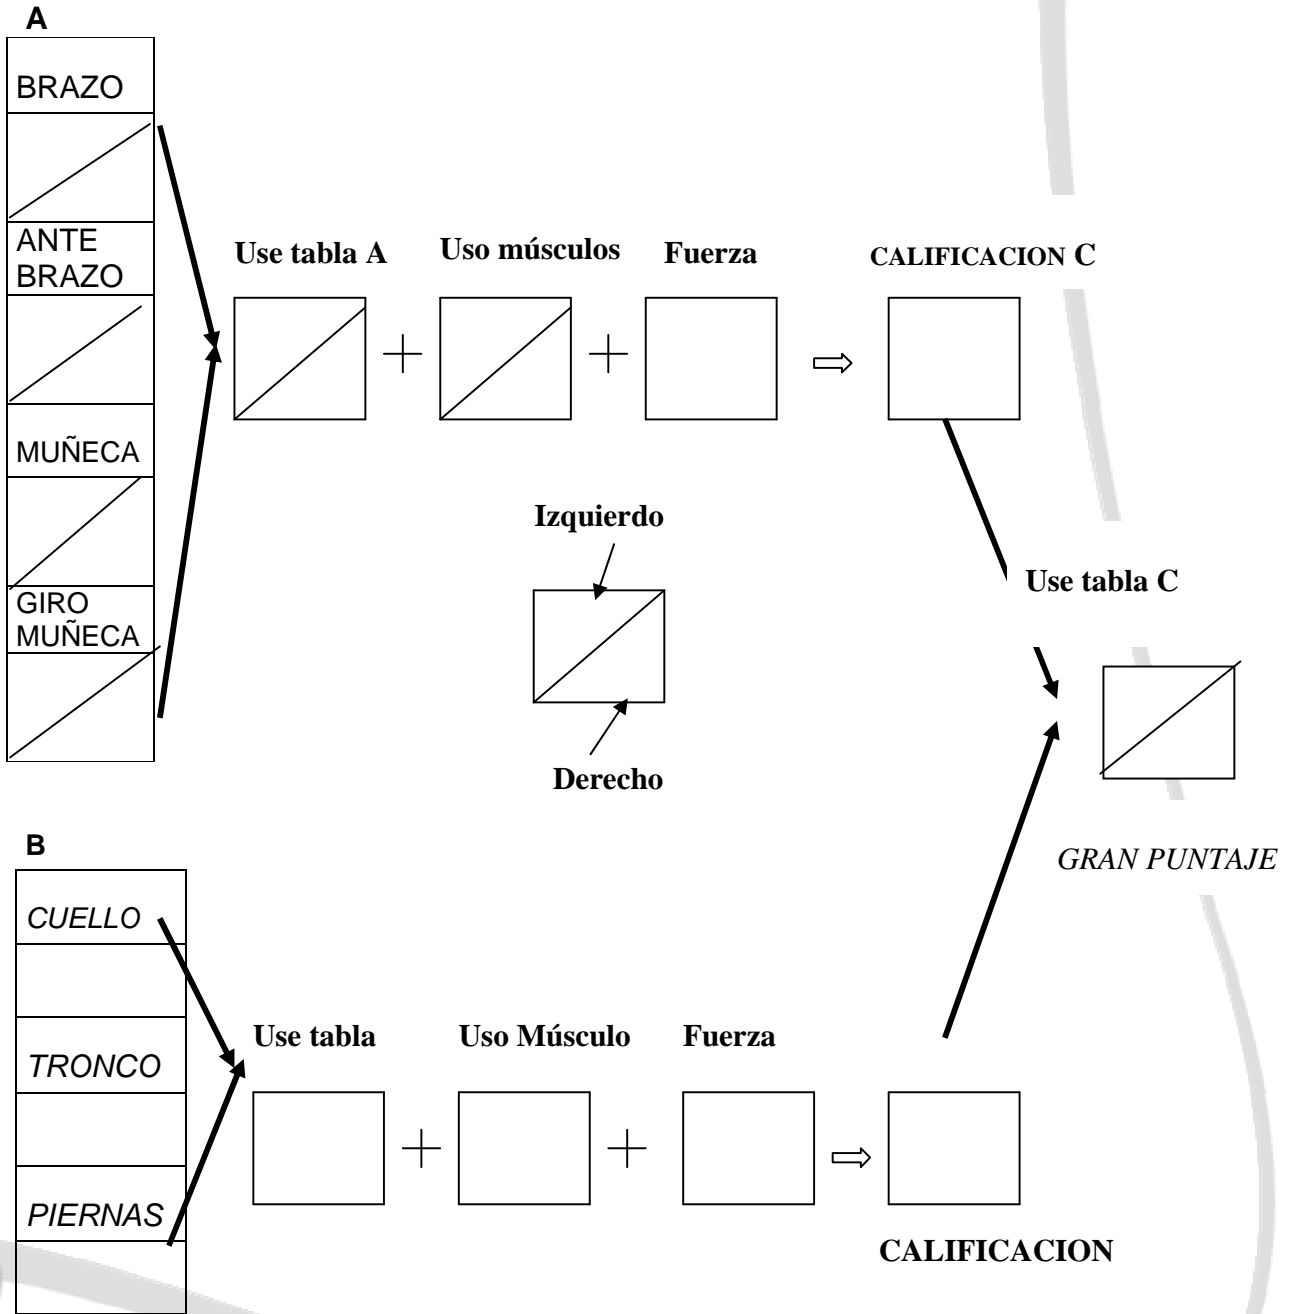 A
BRAZO
ANTE
BRAZO
MUÑECA
GIRO
MUÑECA
Use tabla A
Uso músculos
Fuerza
CALIFICACION C
Izquierdo
Derecho
Use tabla C
GRAN PUNTAJE
B
CUELLO
TRONCO
PIERNAS
Use tabla
Uso Músculo
Fuerza
CALIFICACION